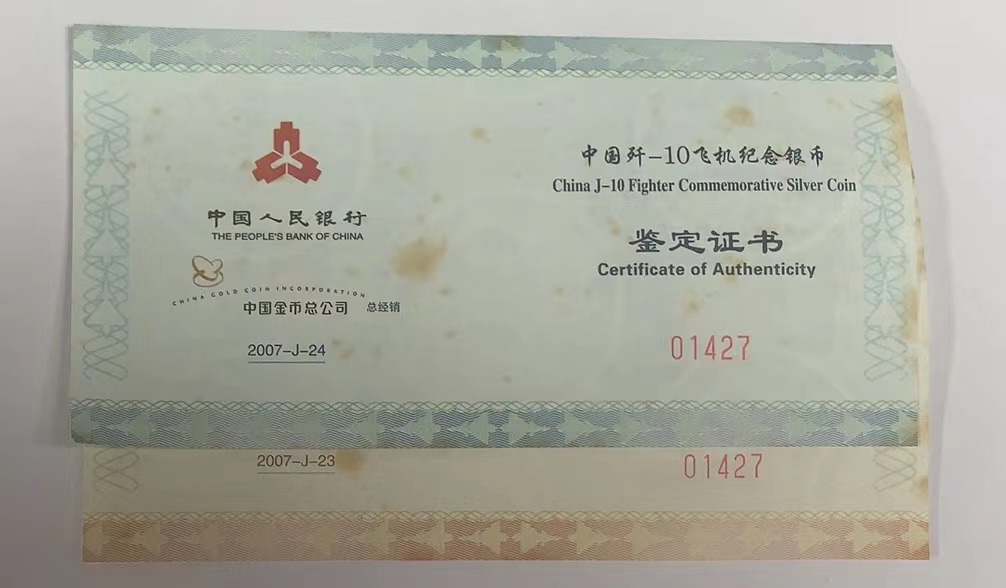 中国人民银行
THE PEOPLE'S BANK OF CHINA
CHINA GOLD COIN INCORPORATION
中国金币总公司 总经销
2007-J-24
中国歼-10飞机纪念银币
China J-10 Fighter Commemorative Silver Coin
鉴定证书
Certificate of Authenticity
01427
2007-J-23
01427